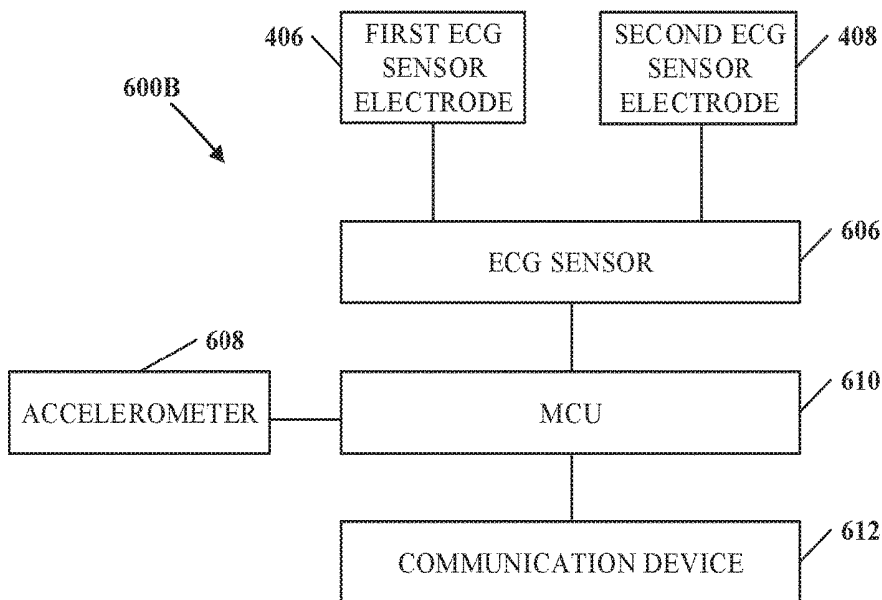 406
FIRST ECG
SENSOR
ELECTRODE
SECOND ECG
SENSOR
ELECTRODE
408
600B
ECG SENSOR
606
608
ACCELEROMETER
MCU
610
COMMUNICATION DEVICE
612